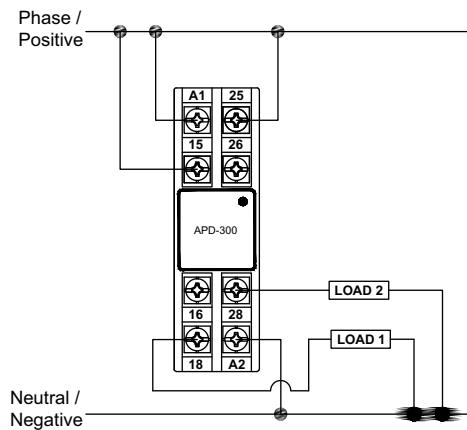 Phase /
Positive
A1 25
15 26
APD-300
LOAD 2
16 28
LOAD 1
18 A2
Neutral /
Negative